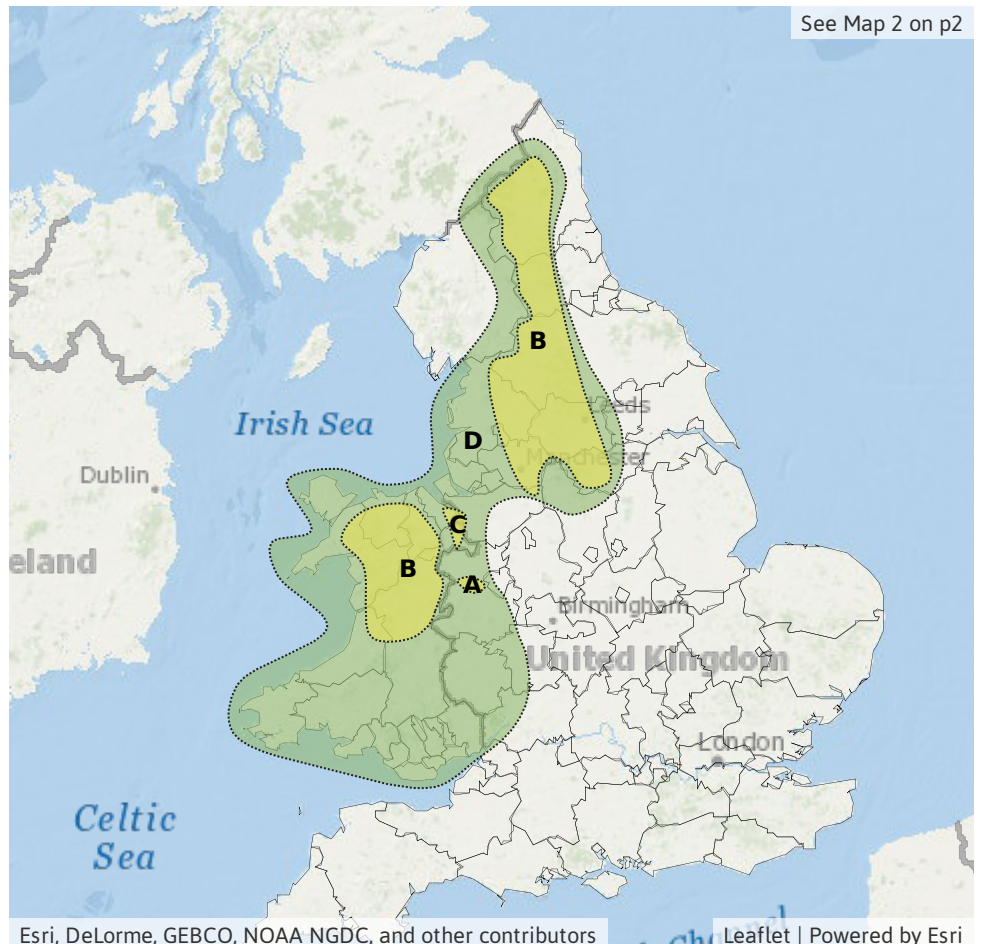 See Map 2 on p2
B
Leeds
Irish Sea
D
Manchester
Dublin
C
eland
B
A
Birmingham
United Kingdom
London
Celtic
Sea
Channel
Esri, DeLorme, GEBCO, NOAA NGDC, and other contributors
Leaflet | Powered by Esri